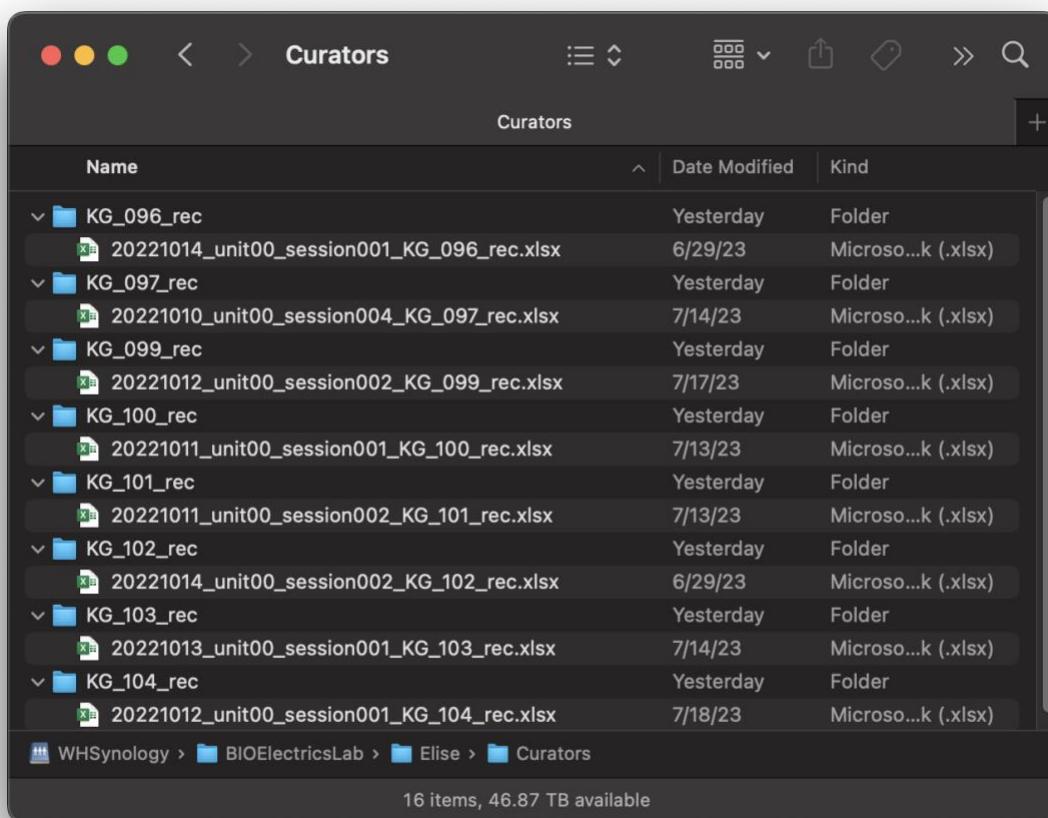 Curators
Curators
Name Date Modified Kind
KG_096_rec Yesterday Folder
20221014_unit00_session001_KG_096_rec.xlsx 6/29/23 Microso...k (.xlsx)
KG_097_rec Yesterday Folder
20221010_unit00_session004_KG_097_rec.xlsx 7/14/23 Microso...k (.xlsx)
KG_099_rec Yesterday Folder
20221012_unit00_session002_KG_099_rec.xlsx 7/17/23 Microso...k (.xlsx)
KG_100_rec Yesterday Folder
20221011_unit00_session001_KG_100_rec.xlsx 7/13/23 Microso...k (.xlsx)
KG_101_rec Yesterday Folder
20221011_unit00_session002_KG_101_rec.xlsx 7/13/23 Microso...k (.xlsx)
KG_102_rec Yesterday Folder
20221014_unit00_session002_KG_102_rec.xlsx 6/29/23 Microso...k (.xlsx)
KG_103_rec Yesterday Folder
20221013_unit00_session001_KG_103_rec.xlsx 7/14/23 Microso...k (.xlsx)
KG_104_rec Yesterday Folder
20221012_unit00_session001_KG_104_rec.xlsx 7/18/23 Microso...k (.xlsx)
WHSynology › BIOElectricsLab › Elise › Curators
16 items, 46.87 TB available